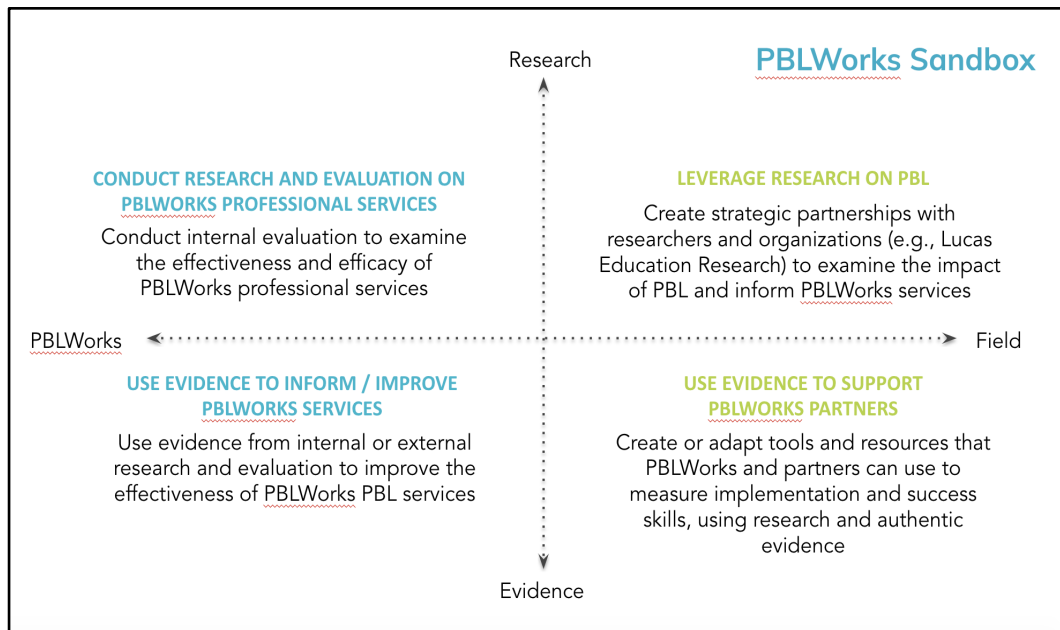 PBLWorks Sandbox
Research
CONDUCT RESEARCH AND EVALUATION ON
PBLWORKS PROFESSIONAL SERVICES
Conduct internal evaluation to examine
the effectiveness and efficacy of
PBLWorks professional services
LEVERAGE RESEARCH ON PBL
Create strategic partnerships with
researchers and organizations (e.g., Lucas
Education Research) to examine the impact
of PBL and inform PBLWorks services
PBLWorks
Field
USE EVIDENCE TO INFORM / IMPROVE
PBLWORKS SERVICES
Use evidence from internal or external
research and evaluation to improve the
effectiveness of PBLWorks PBL services
USE EVIDENCE TO SUPPORT
PBLWORKS PARTNERS
Create or adapt tools and resources that
PBLWorks and partners can use to
measure implementation and success
skills, using research and authentic
evidence
Evidence